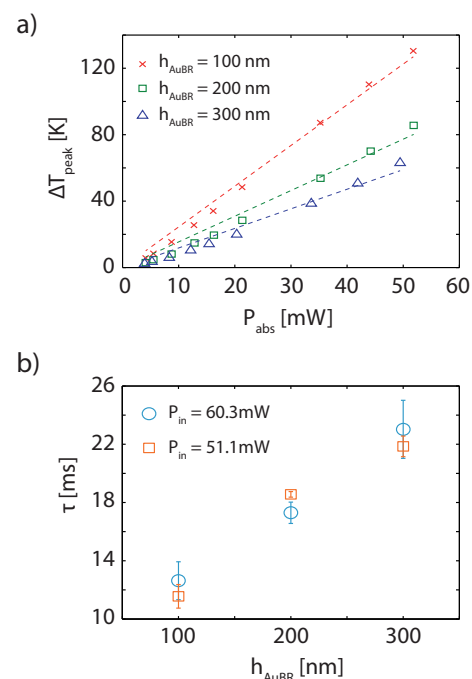 a)
120
80
40
0
ΔT_peak [K]
× h_AuBR = 100 nm
□ h_AuBR = 200 nm
△ h_AuBR = 300 nm
0 10 20 30 40 50 60
P_abs [mW]
b)
26
22
18
14
10
τ [ms]
○ P_in = 60.3mW
□ P_in = 51.1mW
100 200 300
h_AuBR [nm]